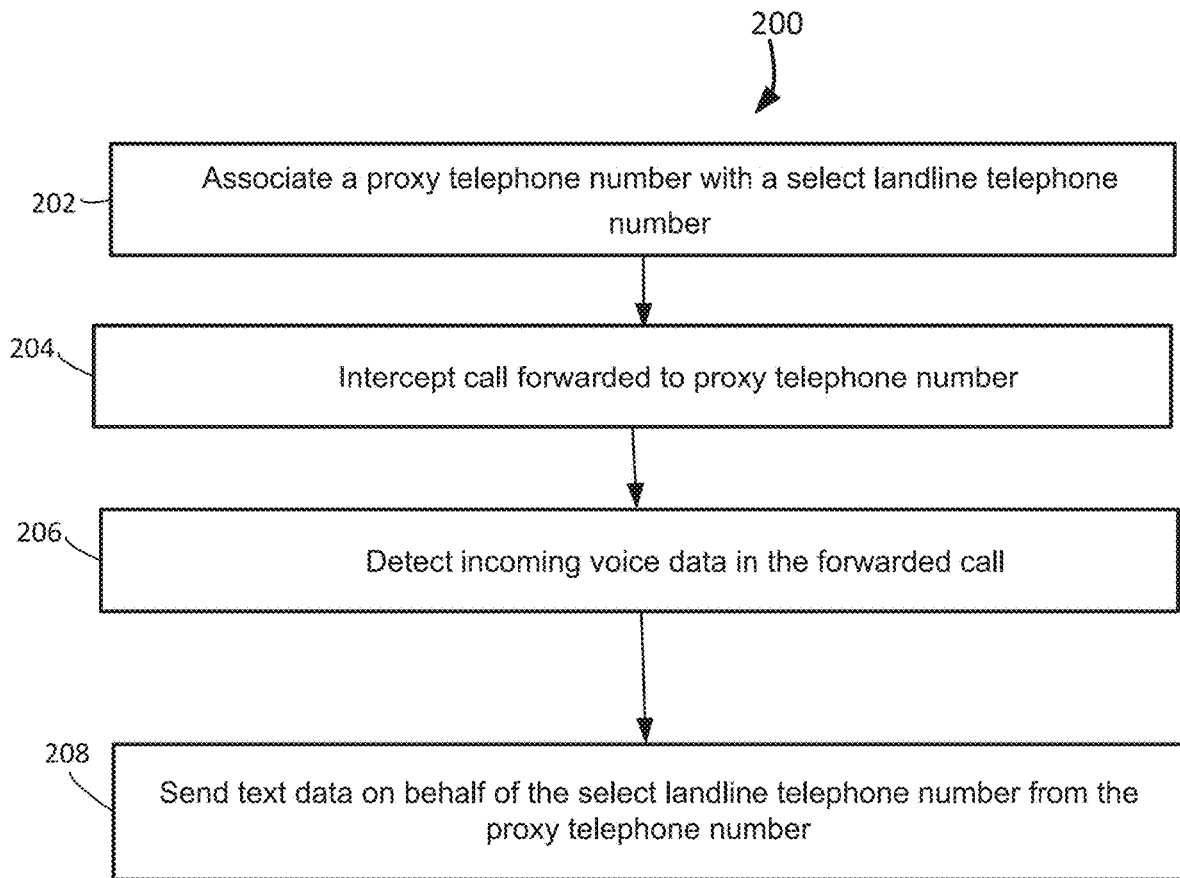 200
202
Associate a proxy telephone number with a select landline telephone
number
204
Intercept call forwarded to proxy telephone number
206
Detect incoming voice data in the forwarded call
208
Send text data on behalf of the select landline telephone number from the
proxy telephone number